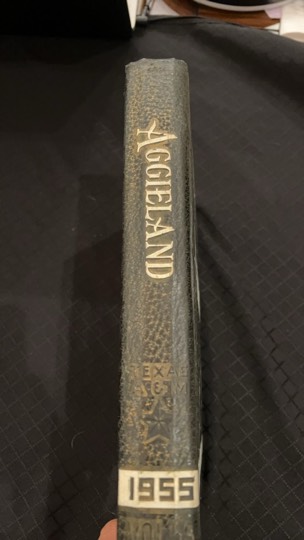 AGGIELAND
TEXAS
A & M
1955